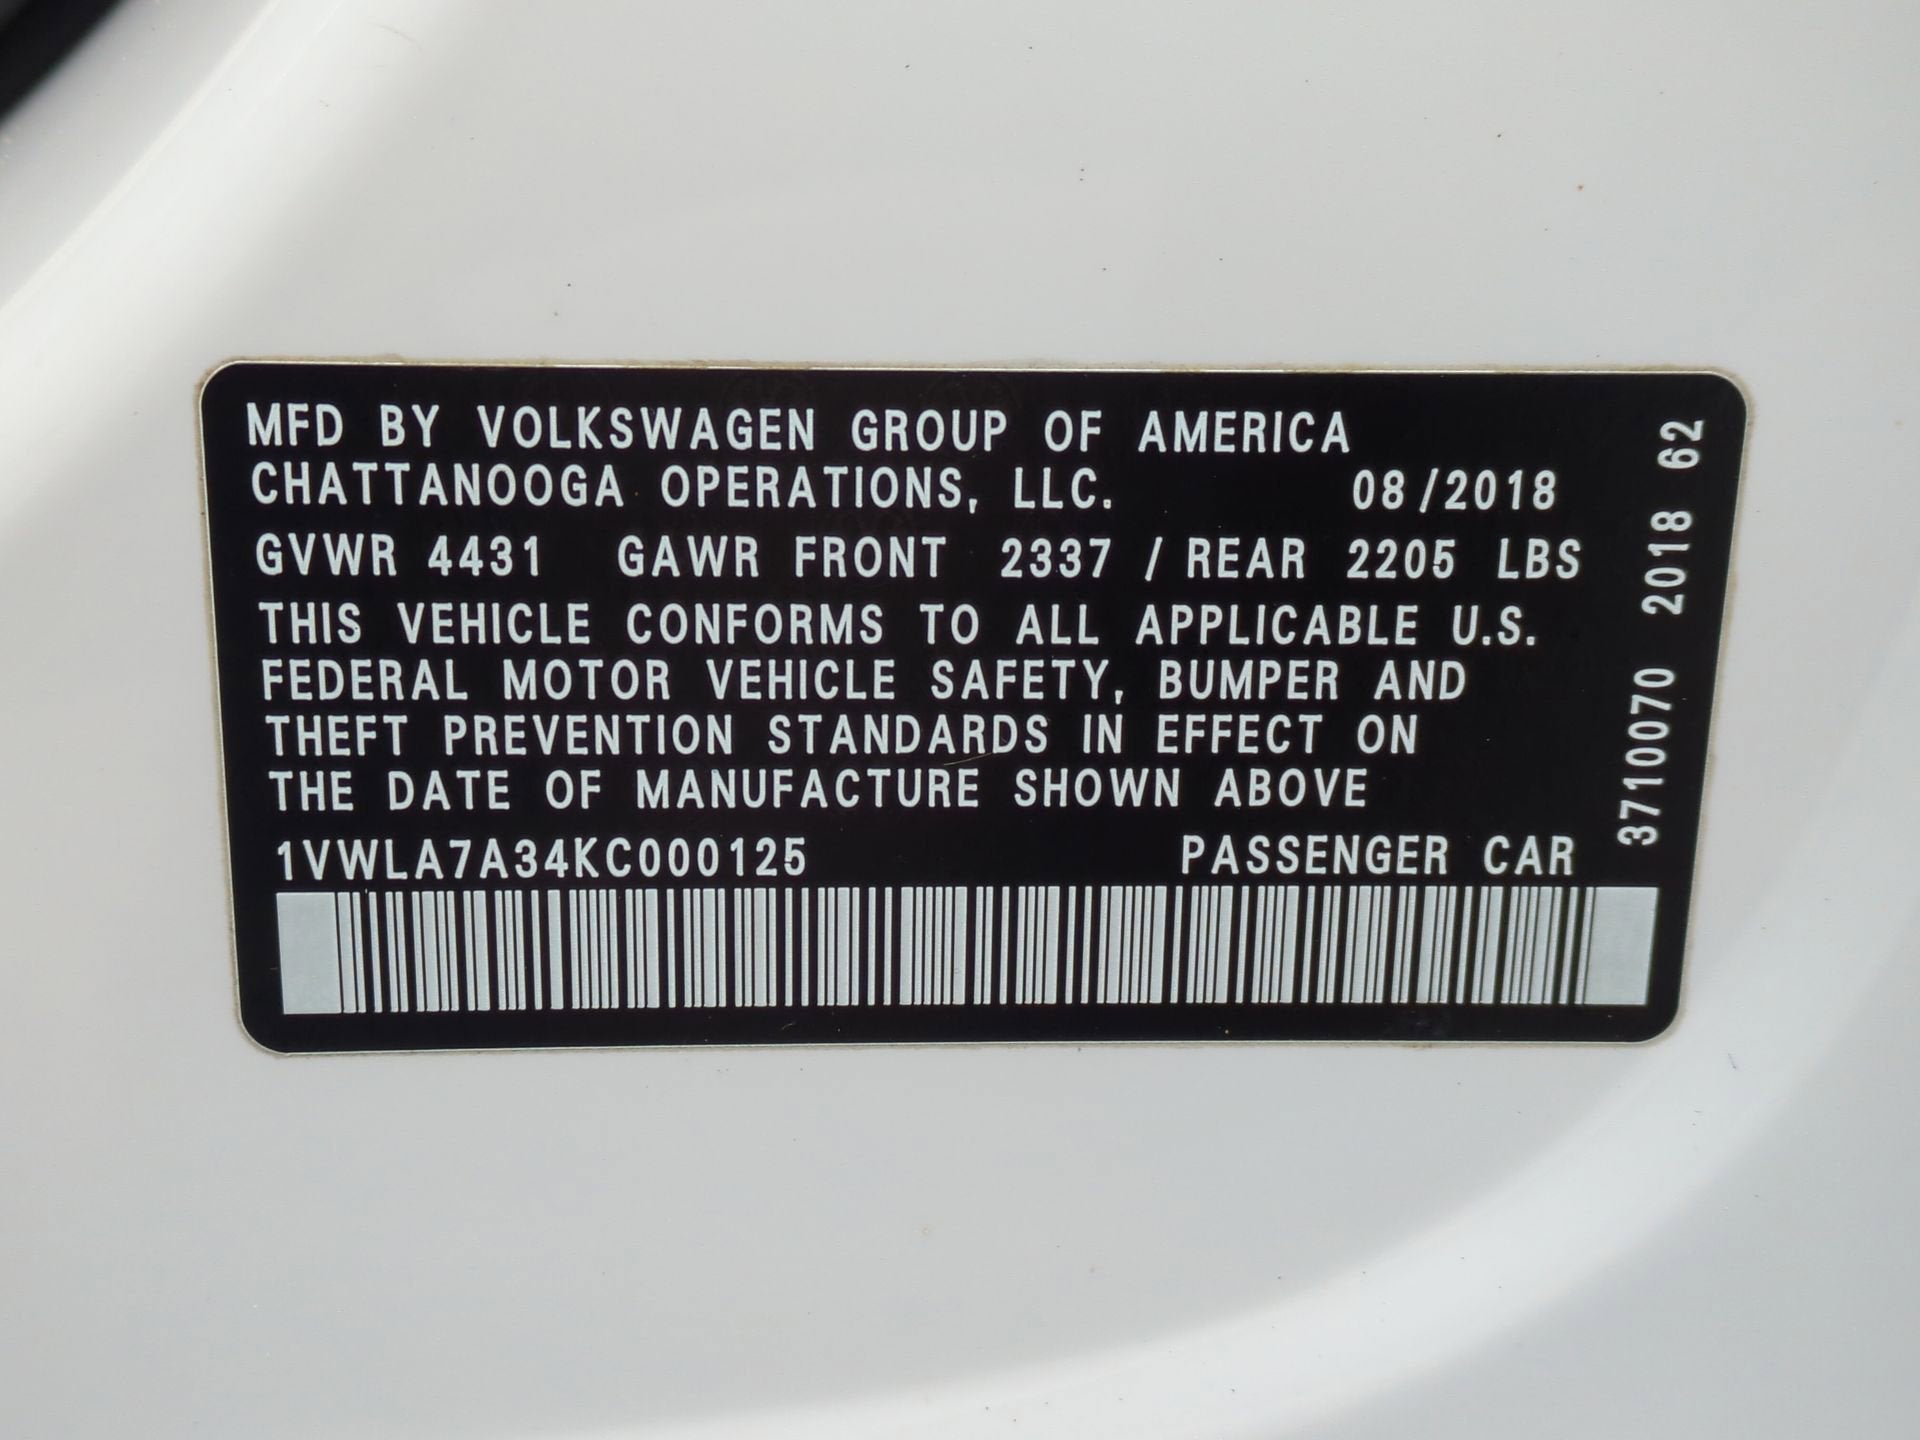 MFD BY VOLKSWAGEN GROUP OF AMERICA
CHATTANOOGA OPERATIONS, LLC. 08/2018
GVWR 4431 GAWR FRONT 2337 / REAR 2205 LBS
THIS VEHICLE CONFORMS TO ALL APPLICABLE U.S.
FEDERAL MOTOR VEHICLE SAFETY, BUMPER AND
THEFT PREVENTION STANDARDS IN EFFECT ON
THE DATE OF MANUFACTURE SHOWN ABOVE
1VWLA7A34KC000125 PASSENGER CAR
3710070 2018 62